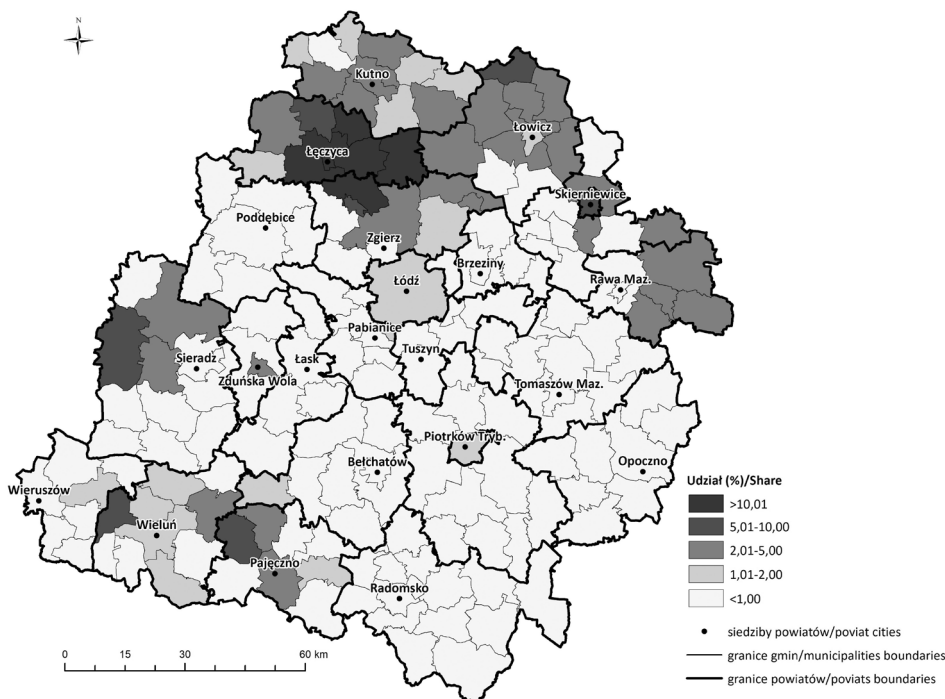 N
Kutno
Łowicz
Łęczyca
Skierniewice
Poddębice
Zgierz
Brzeziny
Rawa Maz.
Łódź
Pabianice
Tuszyn
Sieradz
Łask
Zduńska Wola
Tomaszów Maz.
Piotrków Tryb.
Bełchatów
Opoczno
Wieruszów
Wieluń
Pajęczno
Radomsko
Udział (%)/Share
>10,01
5,01-10,00
2,01-5,00
1,01-2,00
<1,00
siedziby powiatów/poviat cities
granice gmin/municipalities boundaries
granice powiatów/poviats boundaries
0 15 30 60 km